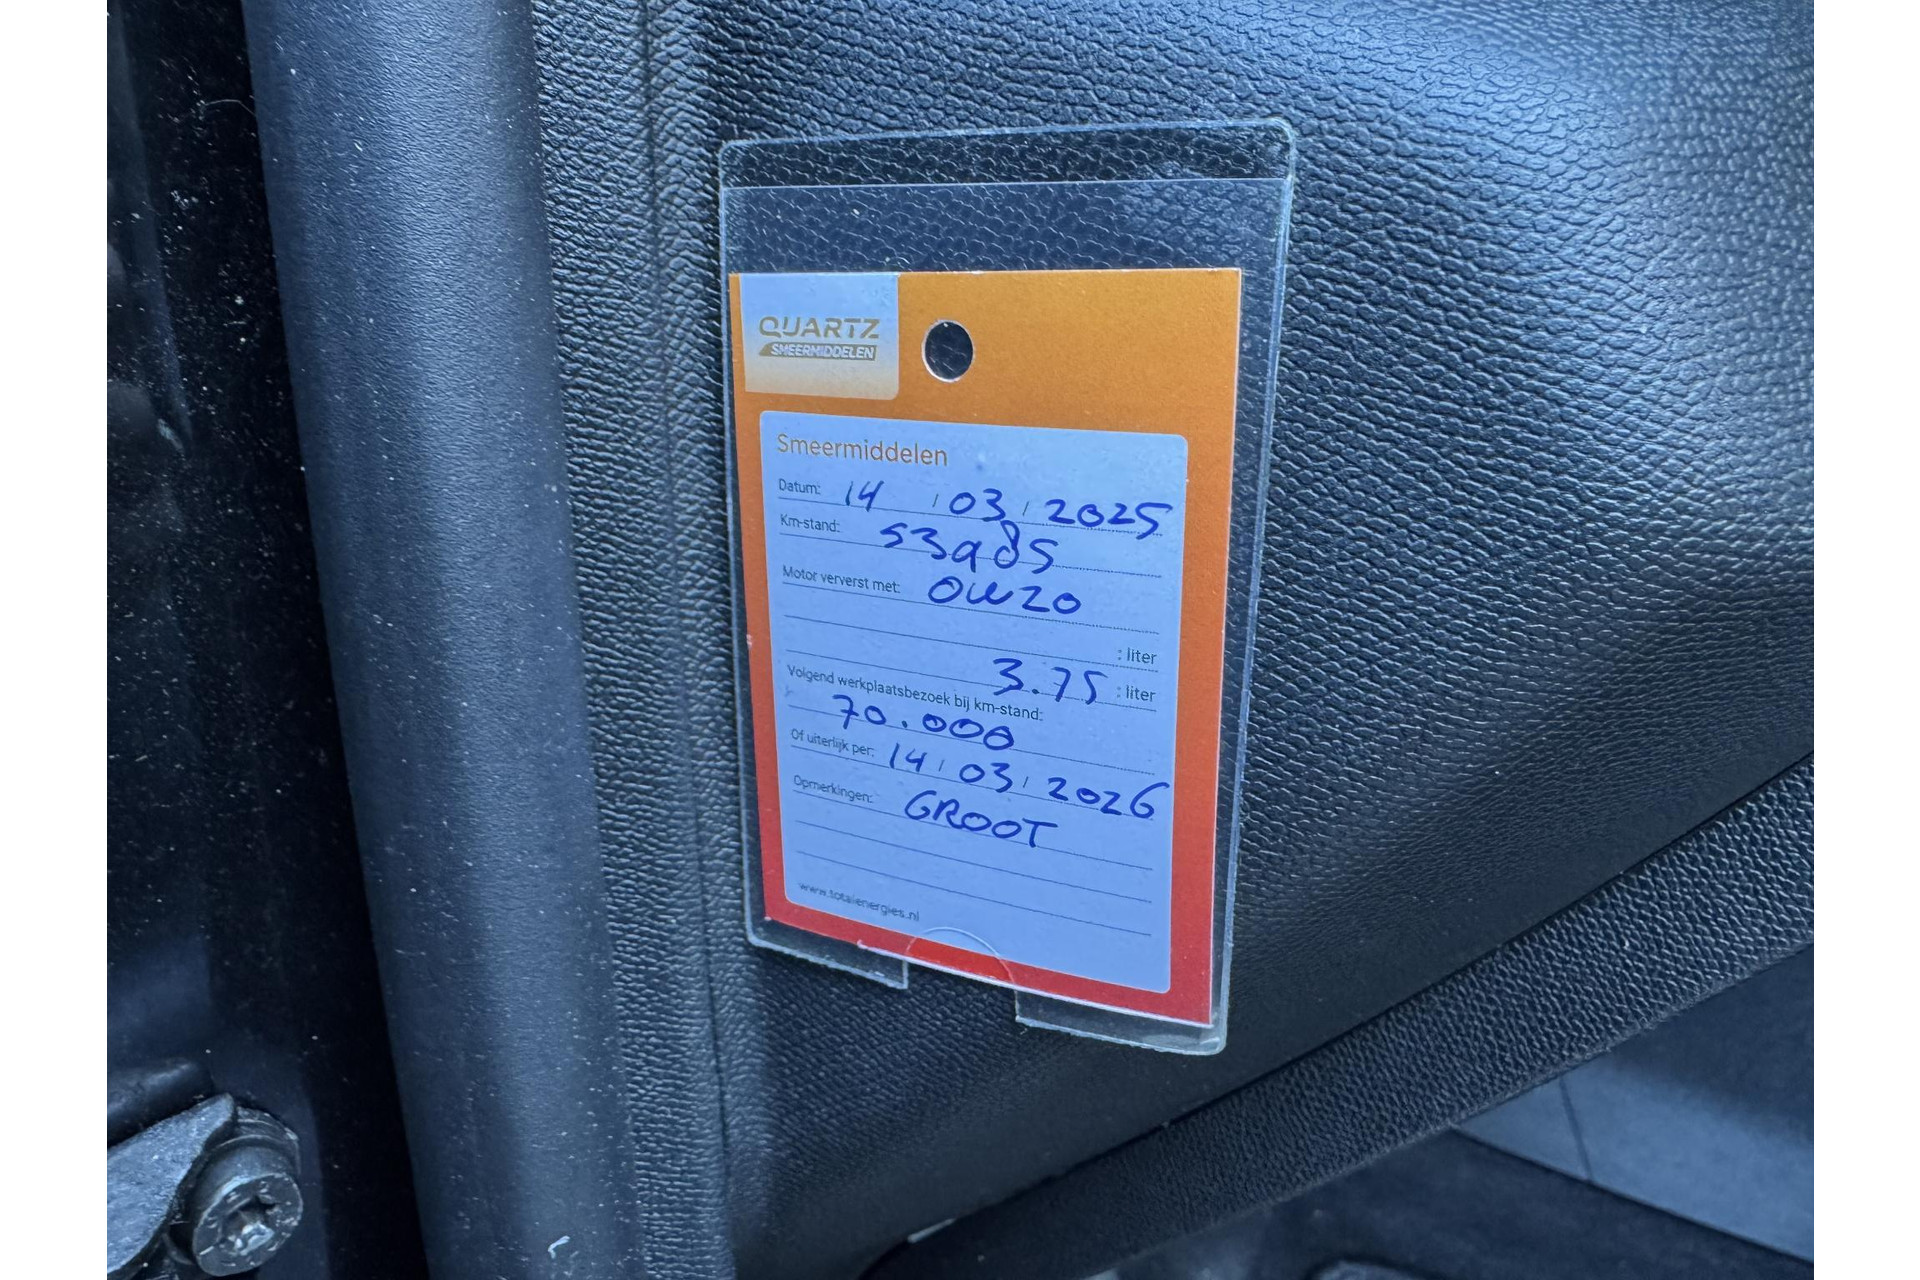 QUARTZ
SMEERMIDDELEN
Smeermiddelen
Datum: 14 / 03 / 2025
Km-stand: 53985
Motor ververst met: 0W20
: liter
3.75 : liter
Volgend werkplaatsbezoek bij km-stand:
70.000
Of uiterlijk per: 14 / 03 / 2026
Opmerkingen: GROOT
www.totalenergies.nl